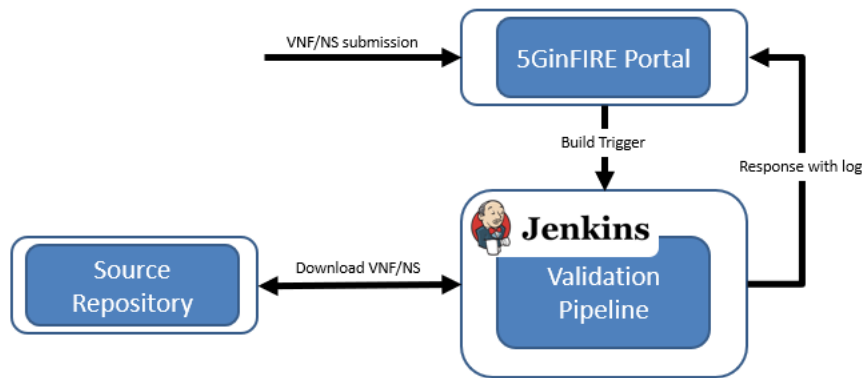 VNF/NS submission
5GinFIRE Portal
Build Trigger
Response with log
Jenkins
Source
Repository
Download VNF/NS
Validation
Pipeline